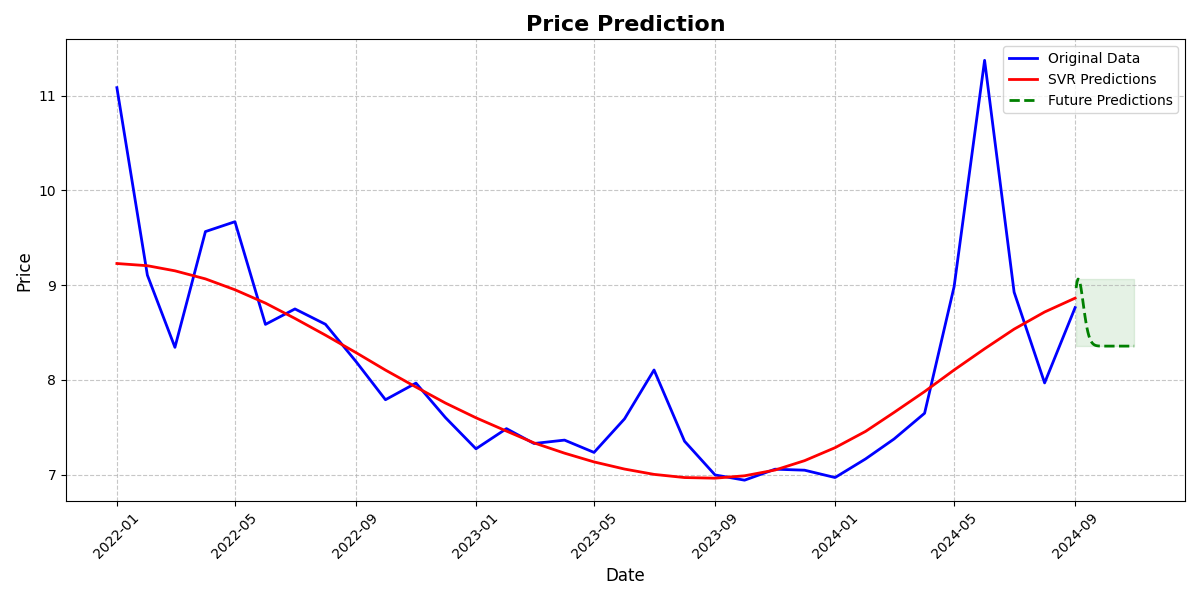 Price Prediction
Original Data
SVR Predictions
Future Predictions
Price
11
10
9
8
7
2022-01
2022-05
2022-09
2023-01
2023-05
2023-09
2024-01
2024-05
2024-09
Date